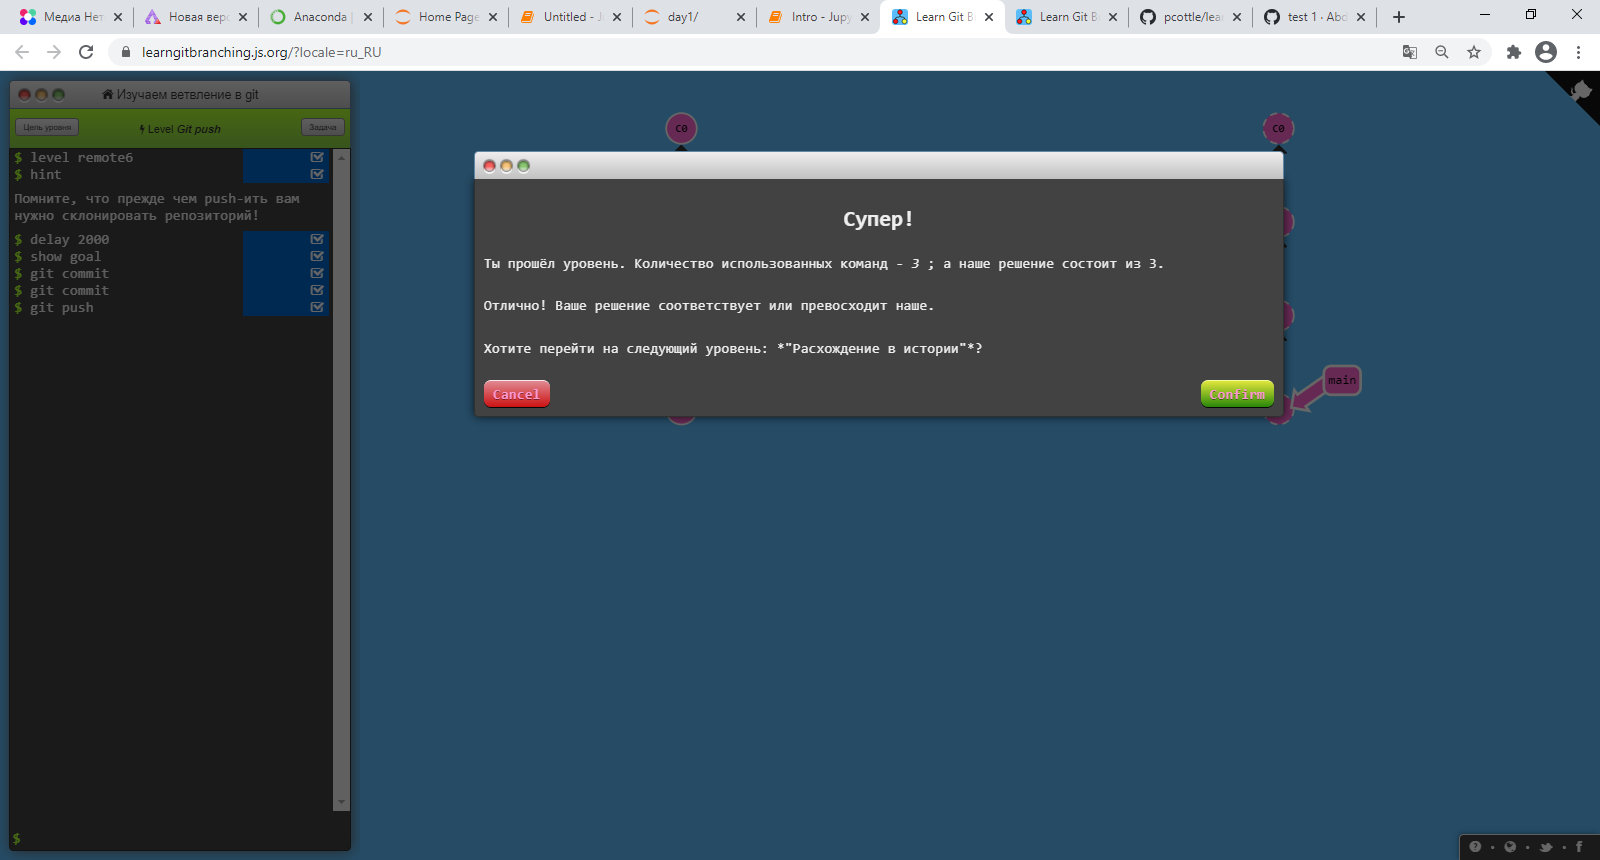 Медиа Нет
Новая верс
Anaconda |
Home Page
Untitled - J
day1/
Intro - Jupy
Learn Git B
Learn Git B
pcottle/lea
test 1 · Abd
learngitbranching.js.org/?locale=ru_RU
Изучаем ветвление в git
Цель уровня
Level Git push
Задача
$ level remote6
$ hint
Помните, что прежде чем push-ить вам
нужно склонировать репозиторий!
$ delay 2000
$ show goal
$ git commit
$ git commit
$ git push
$
C0
C0
main
Супер!
Ты прошёл уровень. Количество использованных команд - 3 ; а наше решение состоит из 3.
Отлично! Ваше решение соответствует или превосходит наше.
Хотите перейти на следующий уровень: *"Расхождение в истории"*?
Cancel
Confirm